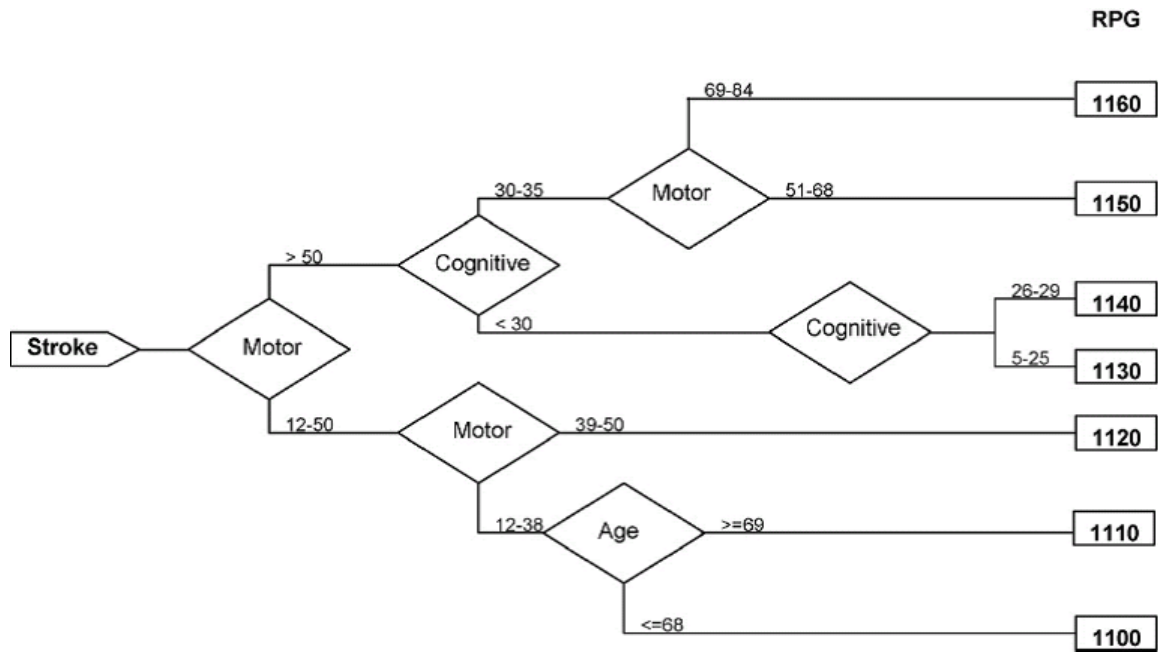 RPG
69-84
1160
30-35
Motor
51-68
1150
> 50
Cognitive
< 30
Cognitive
26-29
1140
5-25
1130
Stroke
Motor
12-50
Motor
39-50
1120
12-38
Age
>=69
1110
<=68
1100